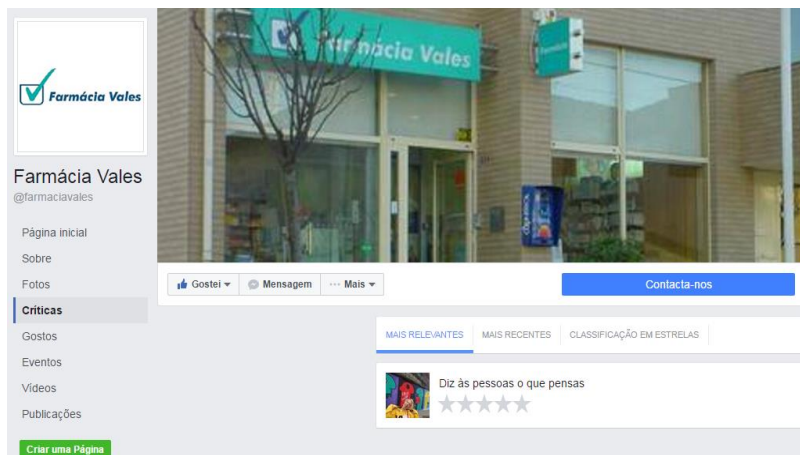 Farmácia Vales
Farmácia Vales
@farmaciavales
Página inicial
Sobre
Fotos
Críticas
Gostos
Eventos
Vídeos
Publicações
Criar uma Página
Farmácia Vales
Farmácia
Gostei
Mensagem
Mais
Contacta-nos
MAIS RELEVANTES
MAIS RECENTES
CLASSIFICAÇÃO EM ESTRELAS
Diz às pessoas o que pensas